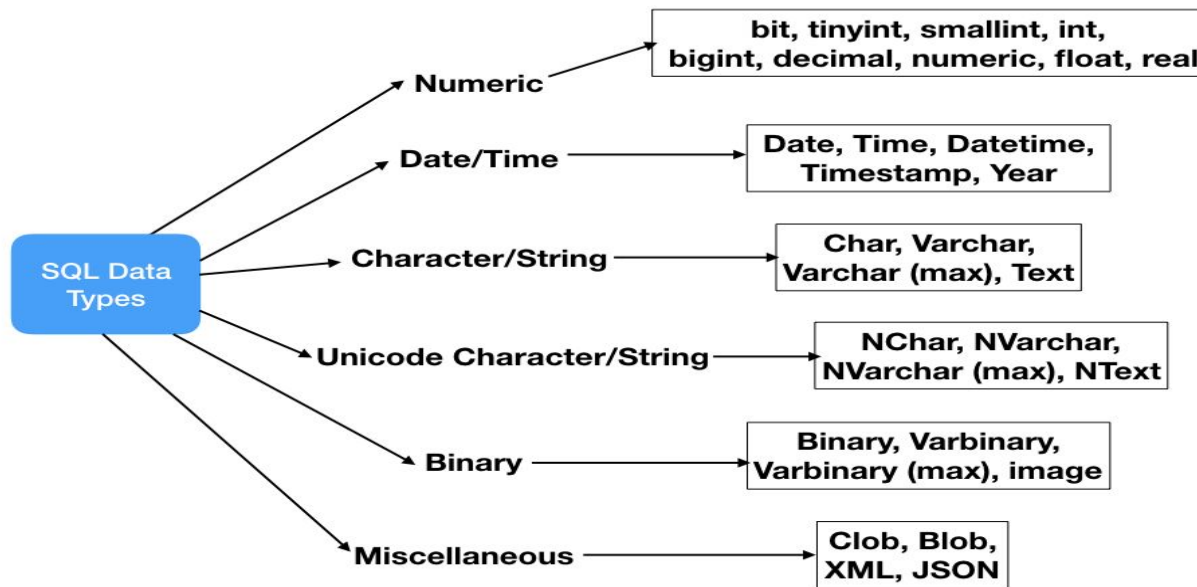 bit, tinyint, smallint, int,
bigint, decimal, numeric, float, real
Numeric
Date/Time
Date, Time, Datetime,
Timestamp, Year
SQL Data
Types
Character/String
Char, Varchar,
Varchar (max), Text
Unicode Character/String
NChar, NVarchar,
NVarchar (max), NText
Binary
Binary, Varbinary,
Varbinary (max), image
Miscellaneous
Clob, Blob,
XML, JSON